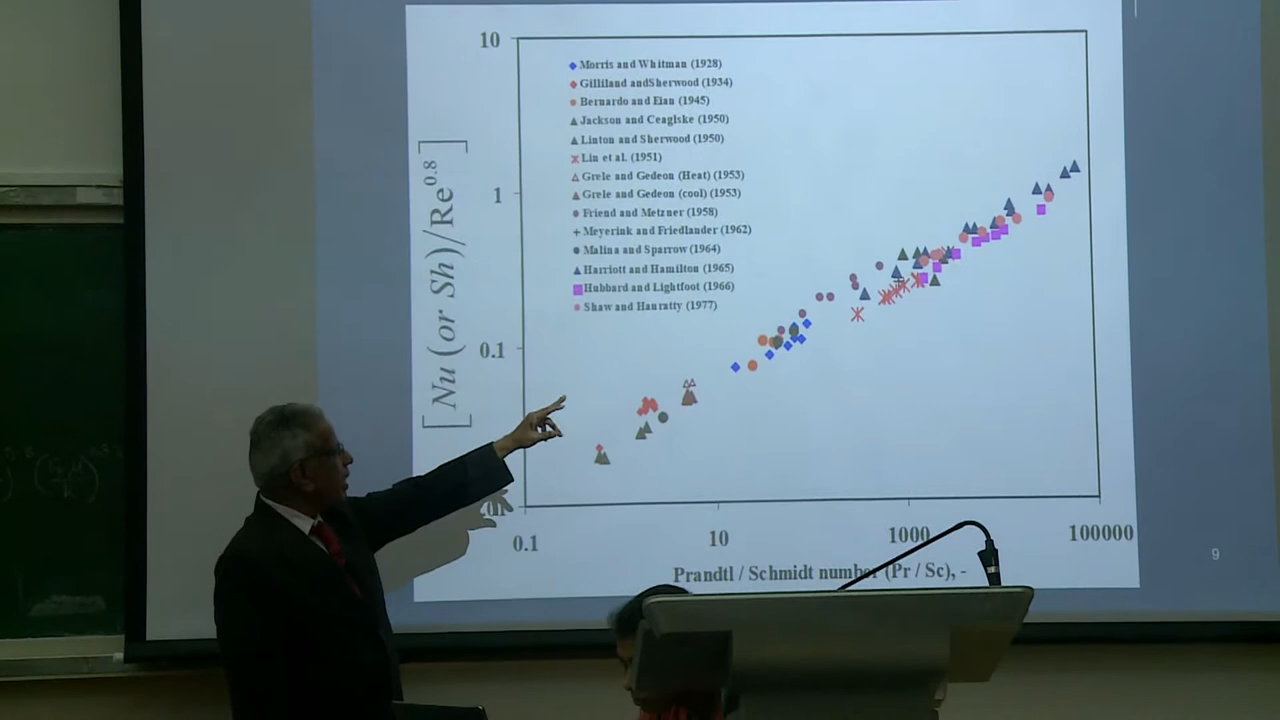 10
Morris and Whitman (1928)
Gilliland andSherwood (1934)
Bernardo and Eian (1945)
Jackson and Ceaglske (1950)
Linton and Sherwood (1950)
Lin et al. (1951)
Grele and Gedeon (Heat) (1953)
Grele and Gedeon (cool) (1953)
Friend and Metzner (1958)
Meyerink and Friedlander (1962)
Malina and Sparrow (1964)
Harriott and Hamilton (1965)
Hubbard and Lightfoot (1966)
Shaw and Hanratty (1977)
[Nu (or Sh)/Re^0.8]
1
0.1
0.1 10 1000 100000
Prandtl / Schmidt number (Pr / Sc), -
9